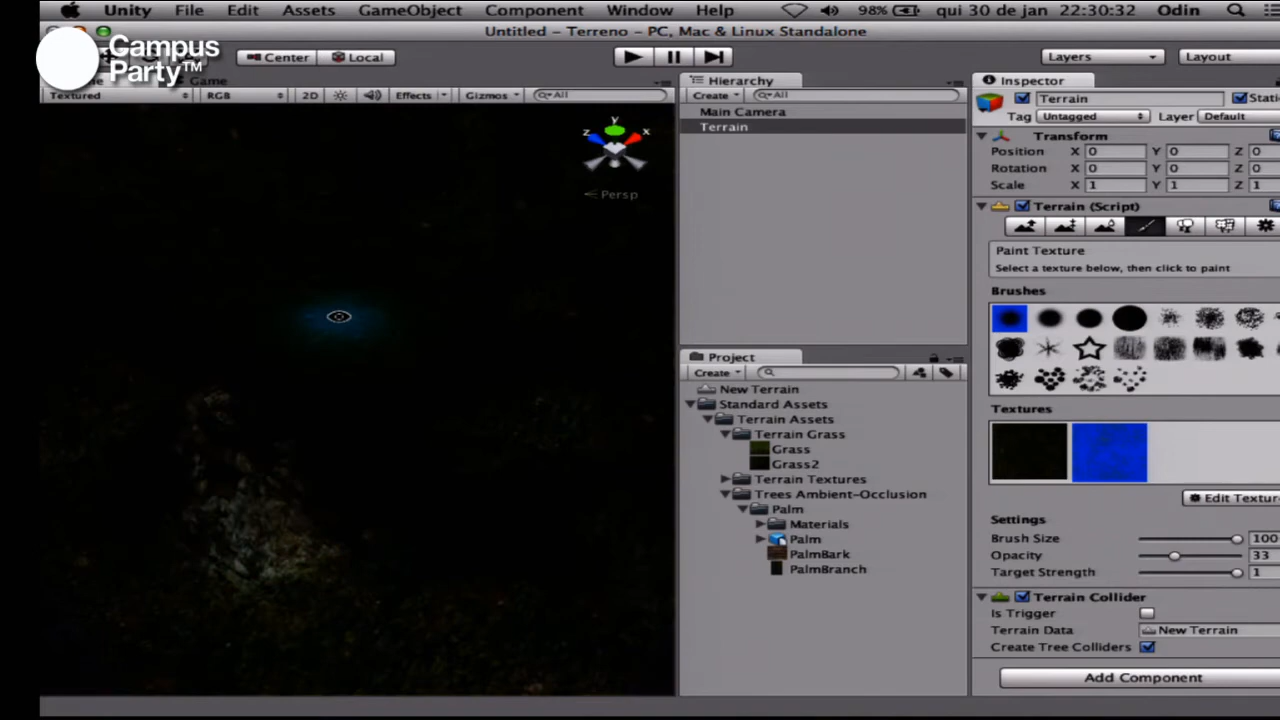 Unity File Edit Assets GameObject Component Window Help 98% qui 30 de jan 22:30:32 Odin
Untitled - Terreno - PC, Mac & Linux Standalone
Campus
Party™
Center Local
Layers Layout
Game
Textured RGB 2D Effects Gizmos All
Hierarchy
Create All
Main Camera
Terrain
y
z x
Persp
Project
Create
New Terrain
Standard Assets
Terrain Assets
Terrain Grass
Grass
Grass2
Terrain Textures
Trees Ambient-Occlusion
Palm
Materials
Palm
PalmBark
PalmBranch
Inspector
Terrain Stati
Tag Untagged Layer Default
Transform
Position X 0 Y 0 Z 0
Rotation X 0 Y 0 Z 0
Scale X 1 Y 1 Z 1
Terrain (Script)
Paint Texture
Select a texture below, then click to paint
Brushes
Textures
Edit Texture
Settings
Brush Size 100
Opacity 33
Target Strength 1
Terrain Collider
Is Trigger
Terrain Data New Terrain
Create Tree Colliders
Add Component